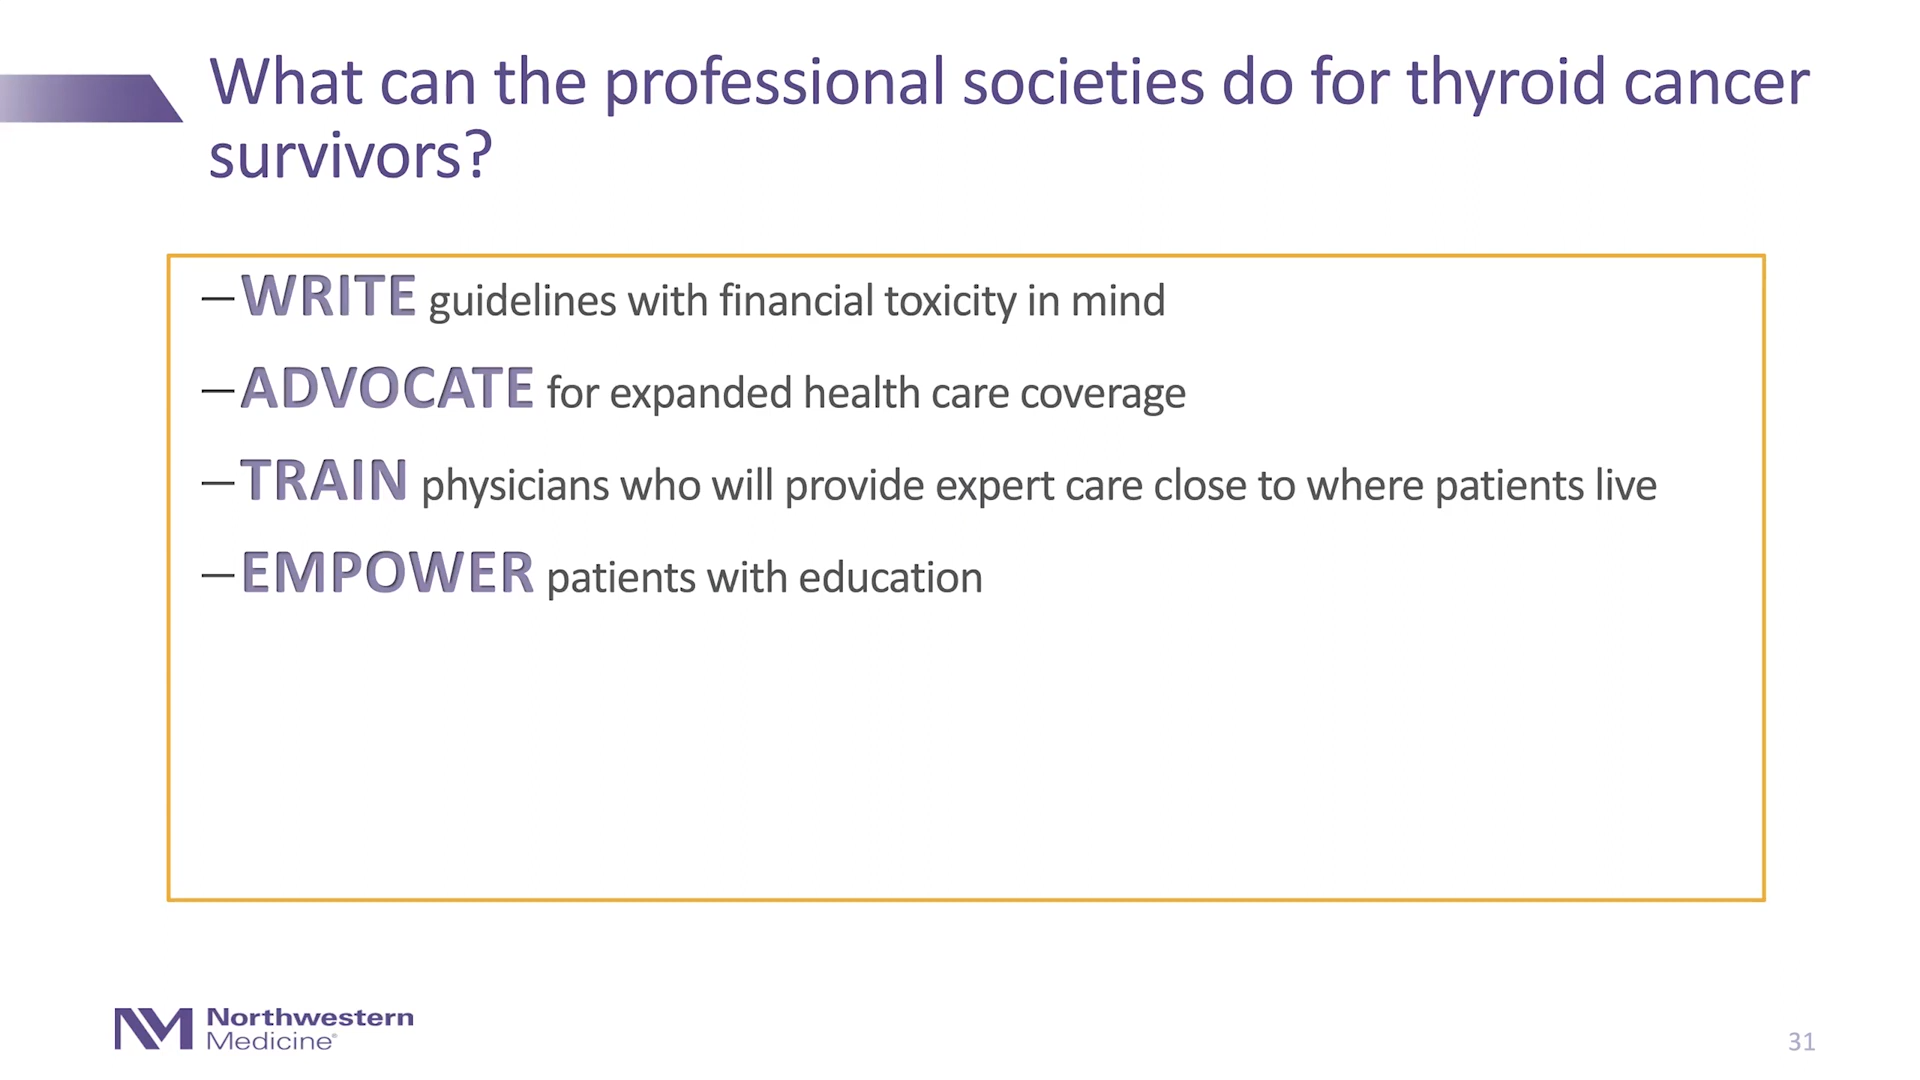 What can the professional societies do for thyroid cancer
survivors?
–WRITE guidelines with financial toxicity in mind
–ADVOCATE for expanded health care coverage
–TRAIN physicians who will provide expert care close to where patients live
–EMPOWER patients with education
NM Northwestern
Medicine®
31